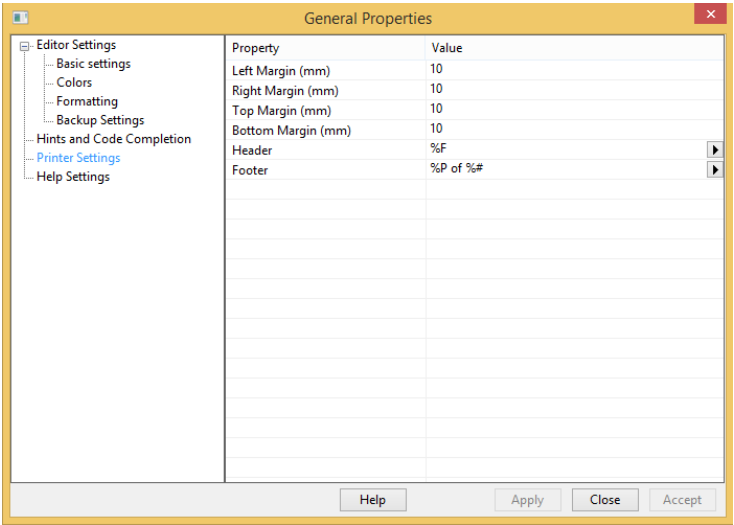 General Properties
Editor Settings
Basic settings
Colors
Formatting
Backup Settings
Hints and Code Completion
Printer Settings
Help Settings
Property Value
Left Margin (mm) 10
Right Margin (mm) 10
Top Margin (mm) 10
Bottom Margin (mm) 10
Header %F
Footer %P of %#
Help Apply Close Accept